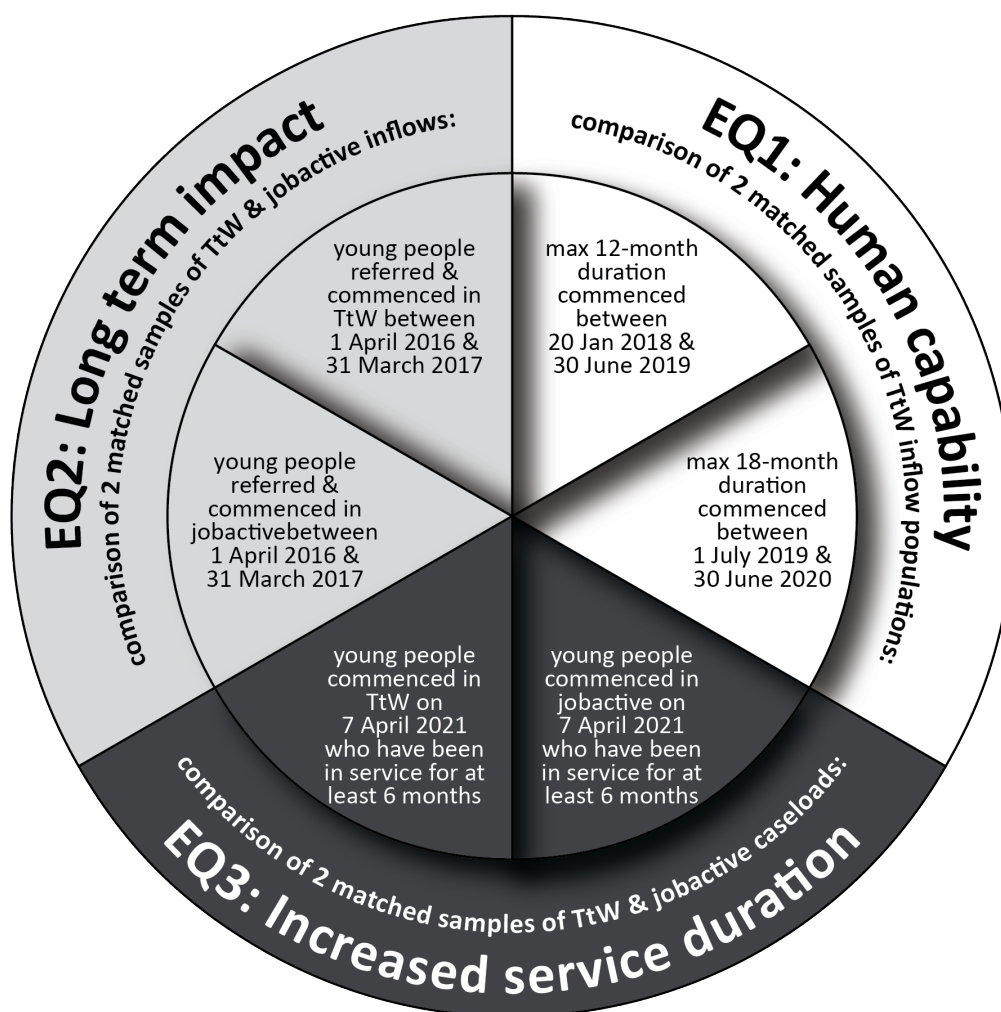 EQ1: Human capability
comparison of 2 matched samples of TtW inflow populations:
max 12-month
duration
commenced
between
20 Jan 2018 &
30 June 2019
max 18-month
duration
commenced
between
1 July 2019 &
30 June 2020
EQ2: Long term impact
comparison of 2 matched samples of TtW & jobactive inflows:
young people
referred &
commenced in
TtW between
1 April 2016 &
31 March 2017
young people
referred &
commenced in
jobactivebetween
1 April 2016 &
31 March 2017
EQ3: Increased service duration
comparison of 2 matched samples of TtW & jobactive caseloads:
young people
commenced in
TtW on
7 April 2021
who have been
in service for at
least 6 months
young people
commenced in
jobactive on
7 April 2021
who have been
in service for at
least 6 months